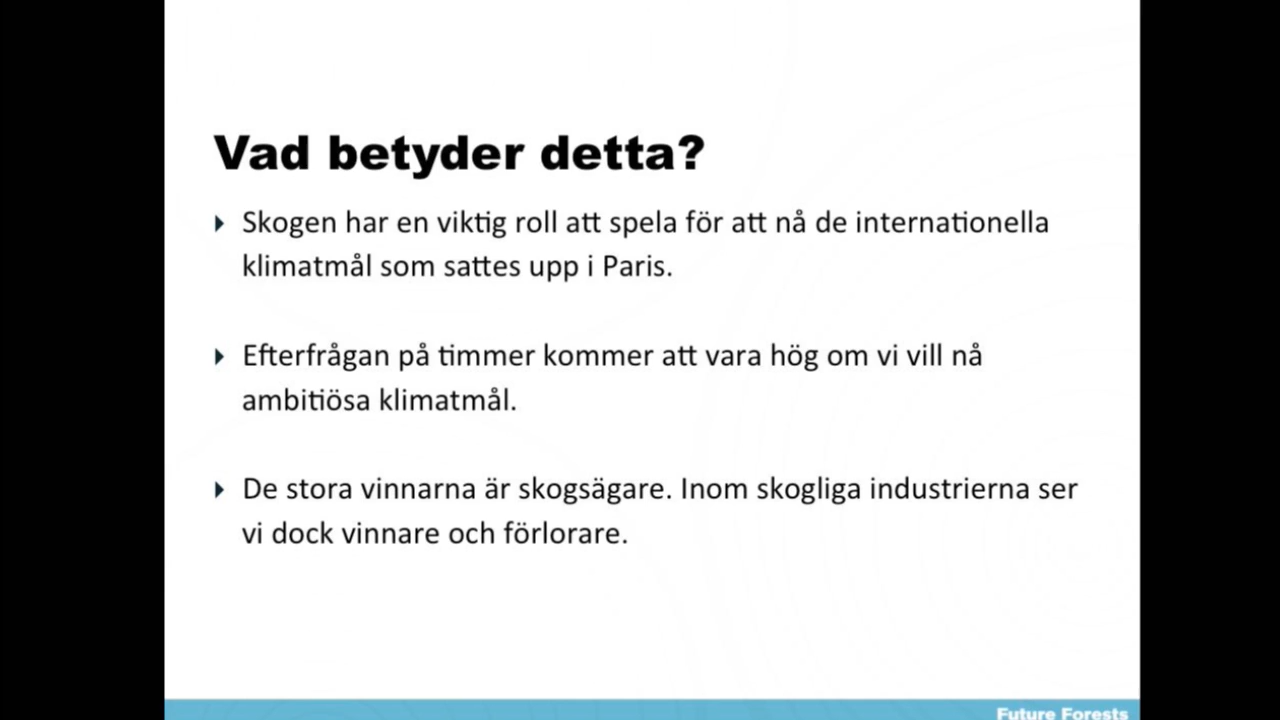 Vad betyder detta?
Skogen har en viktig roll att spela för att nå de internationella
klimatmål som sattes upp i Paris.
Efterfrågan på timmer kommer att vara hög om vi vill nå
ambitiösa klimatmål.
De stora vinnarna är skogsägare. Inom skogliga industrierna ser
vi dock vinnare och förlorare.
Future Forests